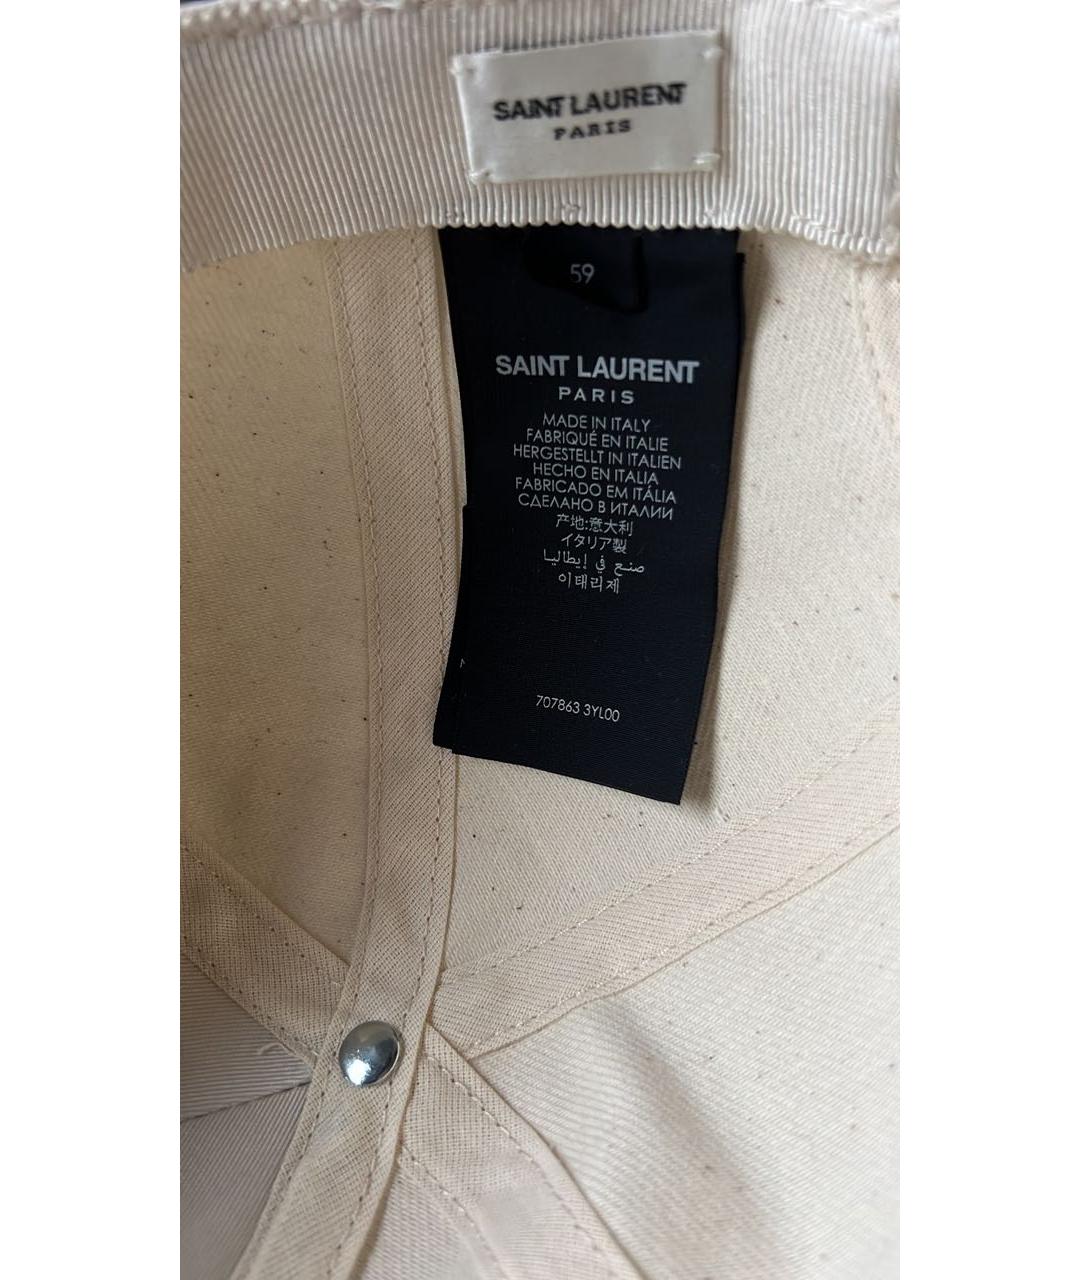 SAINT LAURENT
PARIS
59
SAINT LAURENT
PARIS
MADE IN ITALY
FABRIQUÉ EN ITALIE
HERGESTELLT IN ITALIEN
HECHO EN ITALIA
FABRICADO EM ITÁLIA
СДЕЛАНО В ИТАЛИИ
产地:意大利
イタリア製
صنع في إيطاليا
이태리제
707863 3YL00